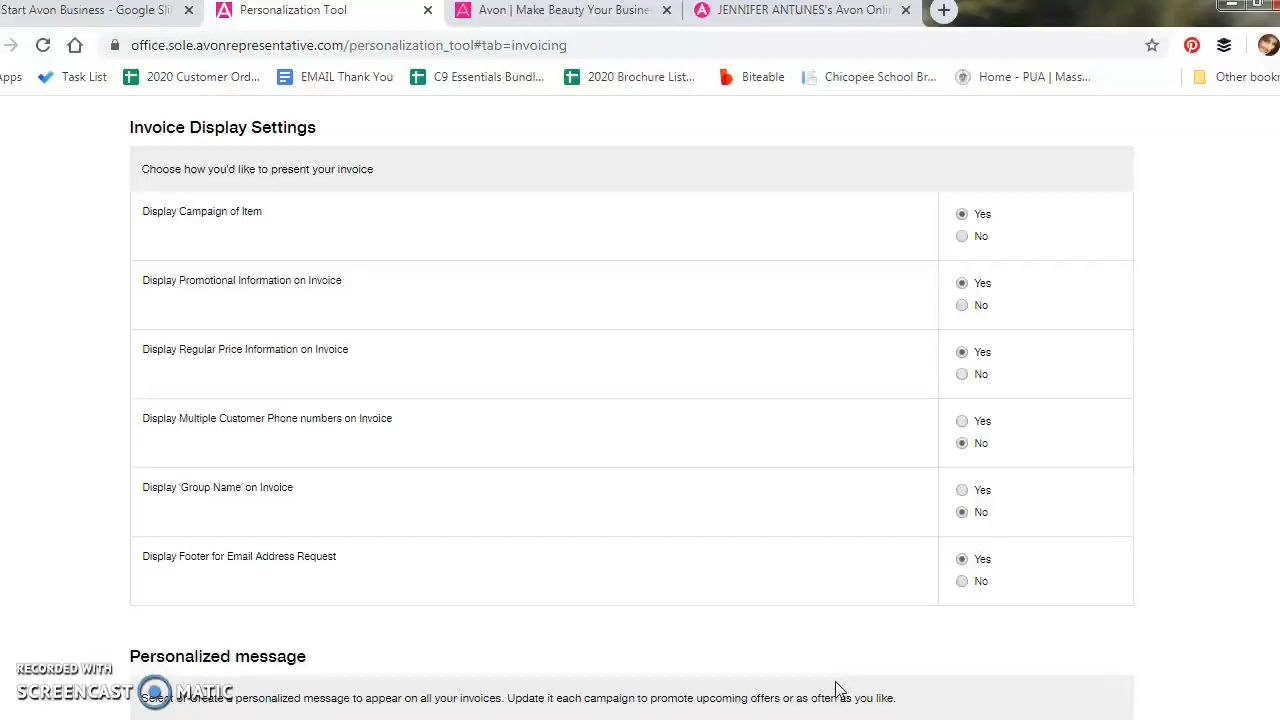 Start Avon Business - Google Sli
Personalization Tool
Avon | Make Beauty Your Busine
JENNIFER ANTUNES's Avon Onli
office.sole.avonrepresentative.com/personalization_tool#tab=invoicing
Apps
Task List
2020 Customer Ord...
EMAIL Thank You
C9 Essentials Bundl...
2020 Brochure List...
Biteable
Chicopee School Br...
Home - PUA | Mass...
Other book
Invoice Display Settings
Choose how you'd like to present your invoice
Display Campaign of Item
Yes
No
Display Promotional Information on Invoice
Yes
No
Display Regular Price Information on Invoice
Yes
No
Display Multiple Customer Phone numbers on Invoice
Yes
No
Display 'Group Name' on Invoice
Yes
No
Display Footer for Email Address Request
Yes
No
Personalized message
Select or create a personalized message to appear on all your invoices. Update it each campaign to promote upcoming offers or as often as you like.
RECORDED WITH
SCREENCAST MATIC